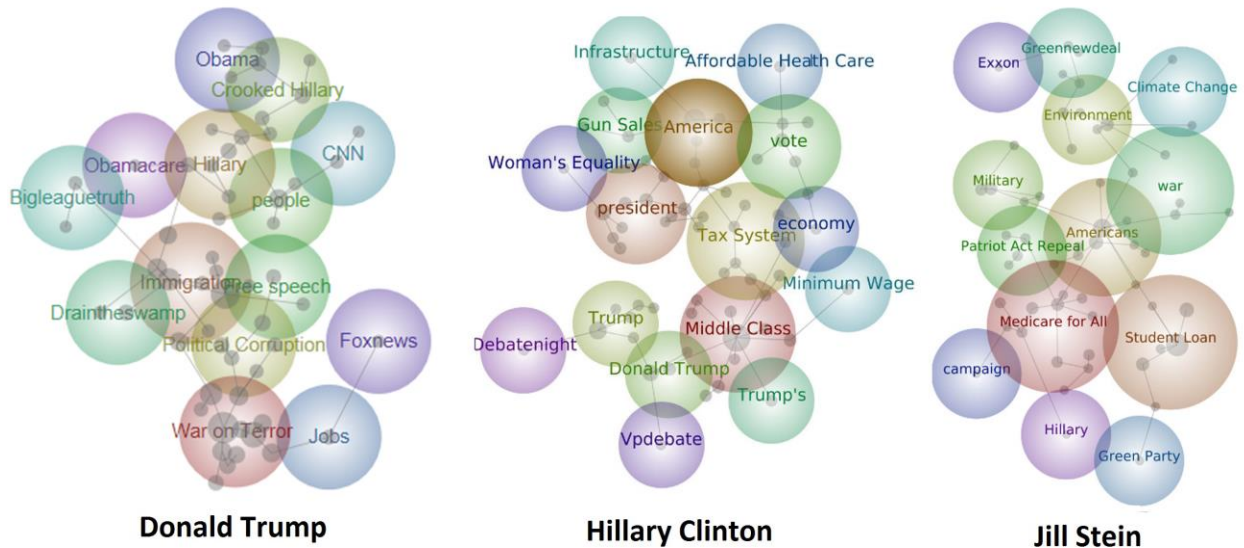 Obama
Crooked Hillary
CNN
Obamacare
Hillary
Bigleaguetruth
people
Immigration
Free speech
Draintheswamp
Political Corruption
Foxnews
War on Terror
Jobs
Donald Trump
Infrastructure
Affordable Health Care
Gun Sales
America
vote
Woman's Equality
president
economy
Tax System
Minimum Wage
Trump
Middle Class
Debatenight
Donald Trump
Trump's
Vpdebate
Hillary Clinton
Greennewdeal
Exxon
Climate Change
Environment
Military
war
Americans
Patriot Act Repeal
Medicare for All
Student Loan
campaign
Hillary
Green Party
Jill Stein